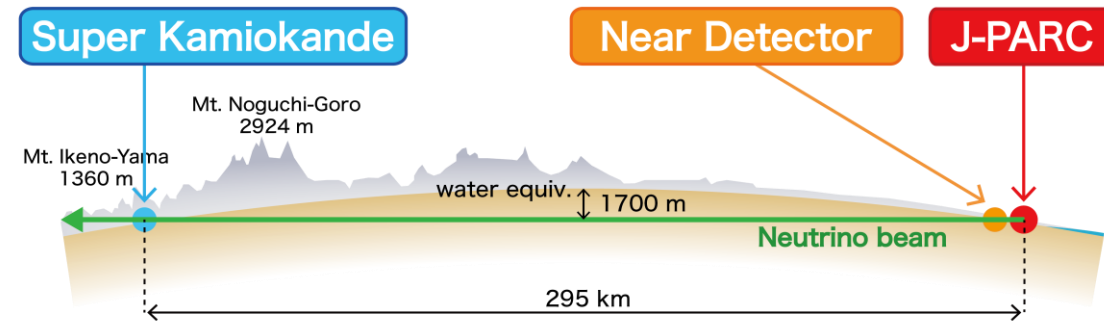 Super Kamiokande
Near Detector
J-PARC
Mt. Noguchi-Goro
2924 m
Mt. Ikeno-Yama
1360 m
water equiv.
1700 m
Neutrino beam
295 km